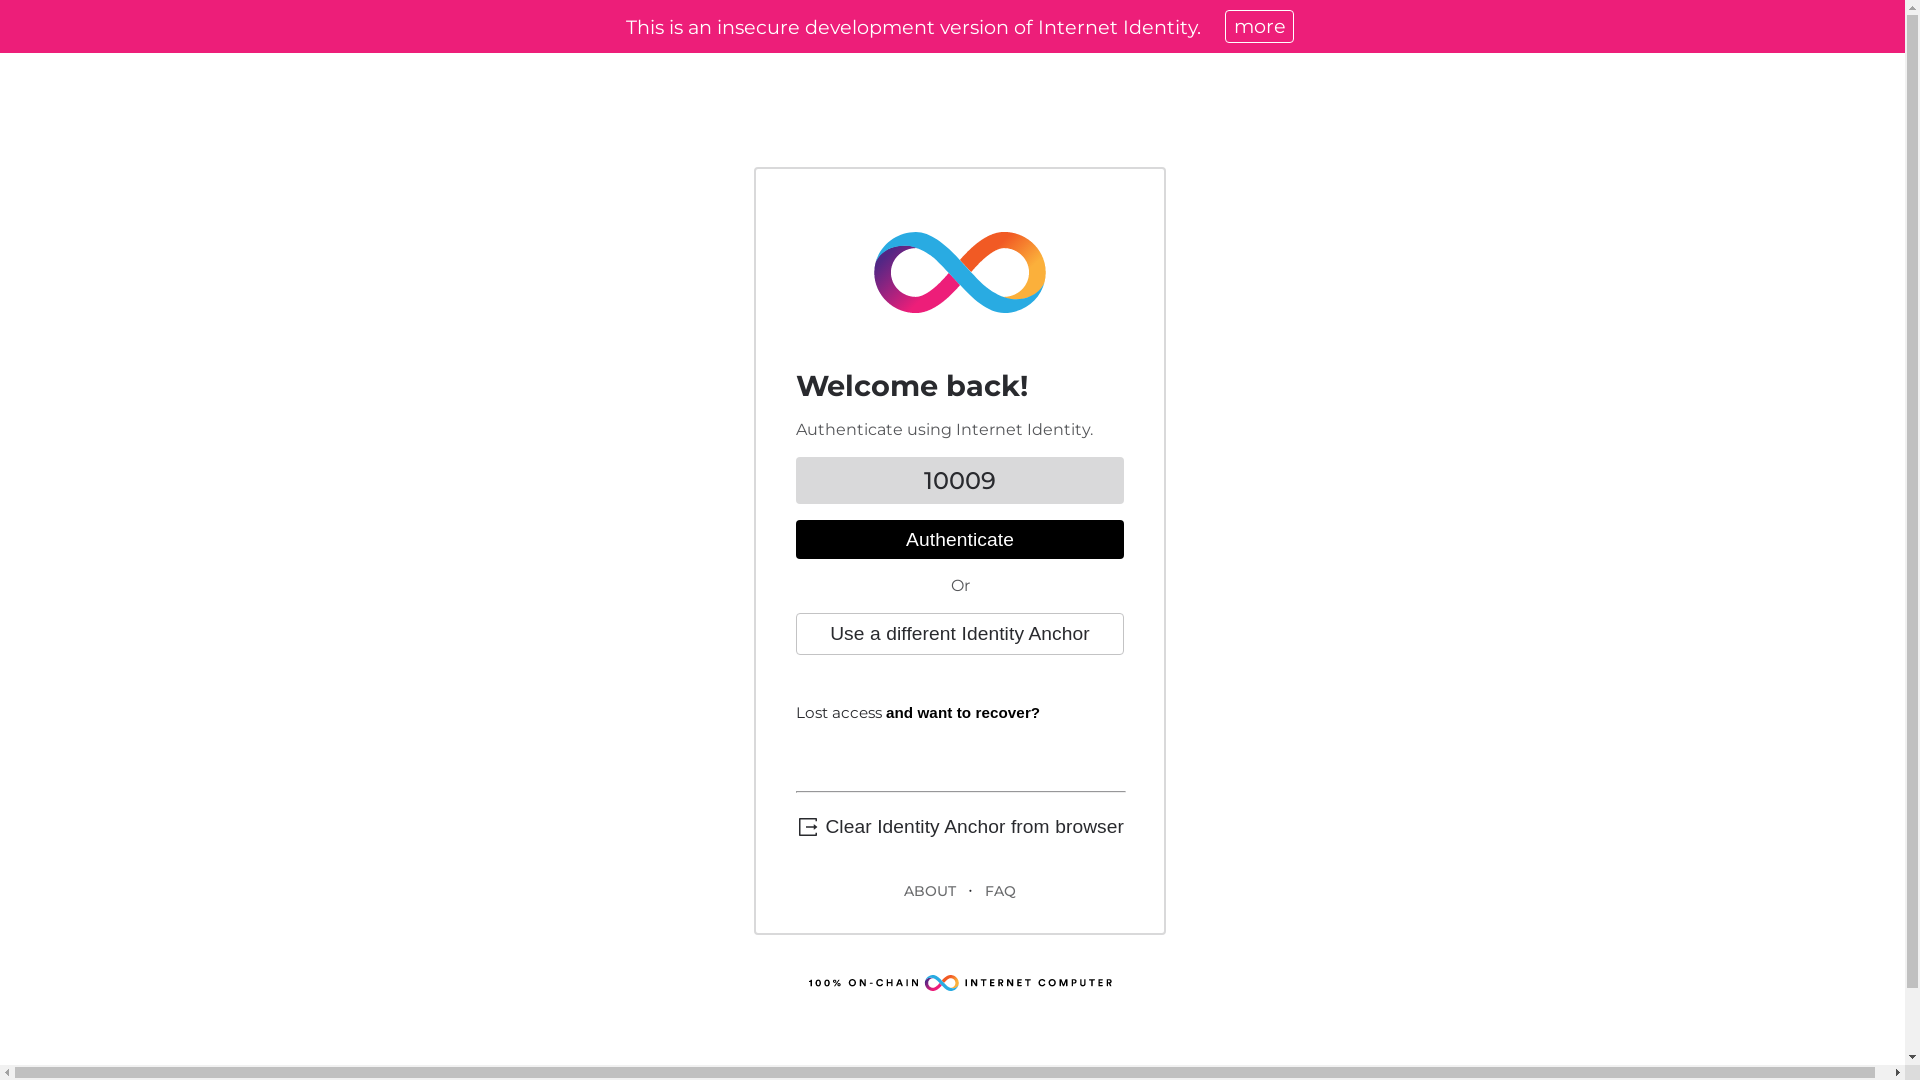 This is an insecure development version of Internet Identity. more
Welcome back!
Authenticate using Internet Identity.
10009
Authenticate
Or
Use a different Identity Anchor
Lost access and want to recover?
Clear Identity Anchor from browser
ABOUT · FAQ
100% ON-CHAIN INTERNET COMPUTER